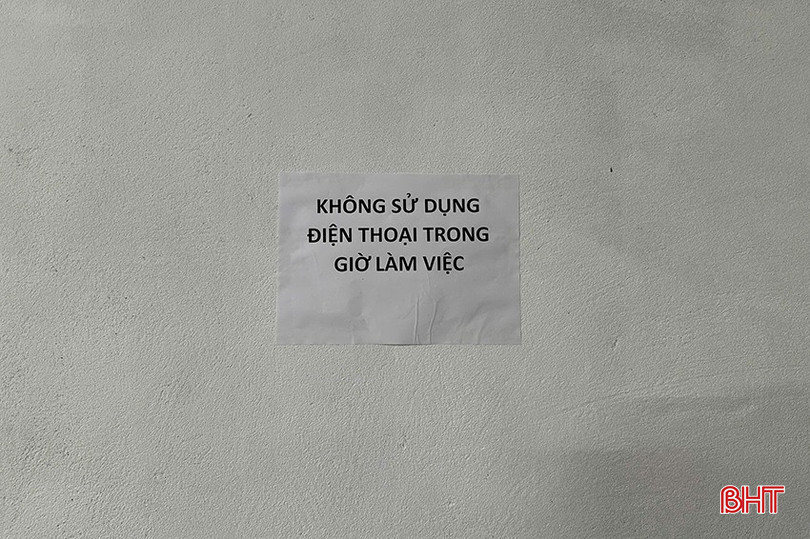 KHÔNG SỬ DỤNG
ĐIỆN THOẠI TRONG
GIỜ LÀM VIỆC
BHT